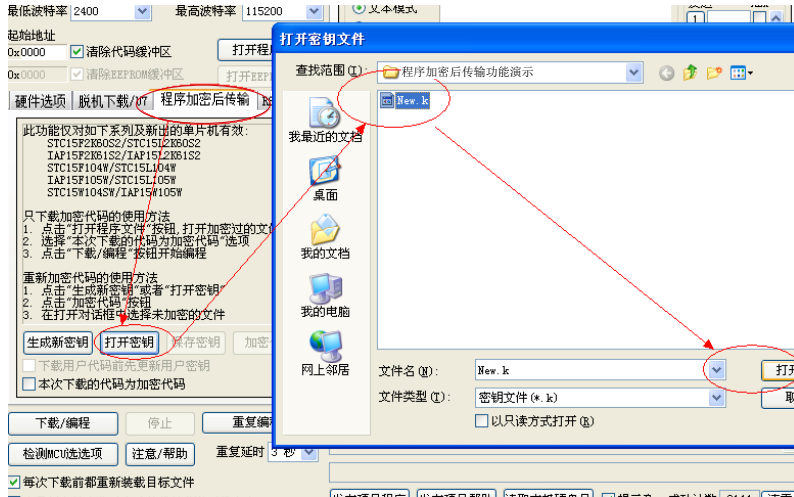 最低波特率 2400 最高波特率 115200 文本模式
起始地址
0x0000 清除代码缓冲区 打开程
0x0000 清除EEPROM缓冲区 打开EEP
硬件选项 脱机下载/U7 程序加密后传输
此功能仅对如下系列及新出的单片机有效:
STC15F2K60S2/STC15L2K60S2
IAP15F2K61S2/IAP15L2K61S2
STC15F104W/STC15L104W
IAP15F105W/STC15L105W
STC15W104SW/IAP15W105W
只下载加密代码的使用方法
1. 点击"打开程序文件"按钮,打开加密过的文
2. 选择"本次下载的代码为加密代码"选项
3. 点击"下载/编程"按钮开始编程
重新加密代码的使用方法
1. 点击"生成新密钥"或者"打开密钥"
2. 点击"加密代码"按钮
3. 在打开对话框中选择未加密的文件
生成新密钥 打开密钥 保存密钥 加密
下载用户代码前先更新用户密钥
本次下载的代码为加密代码
下载/编程 停止 重复编
检测MCU选选项 注意/帮助 重复延时 3 秒
每次下载前都重新装载目标文件
打开密钥文件
查找范围(I): 程序加密后传输功能演示
New.k
我最近的文档
桌面
我的文档
我的电脑
网上邻居
文件名(N): New.k 打开
文件类型(T): 密钥文件(*.k) 取
以只读方式打开(R)